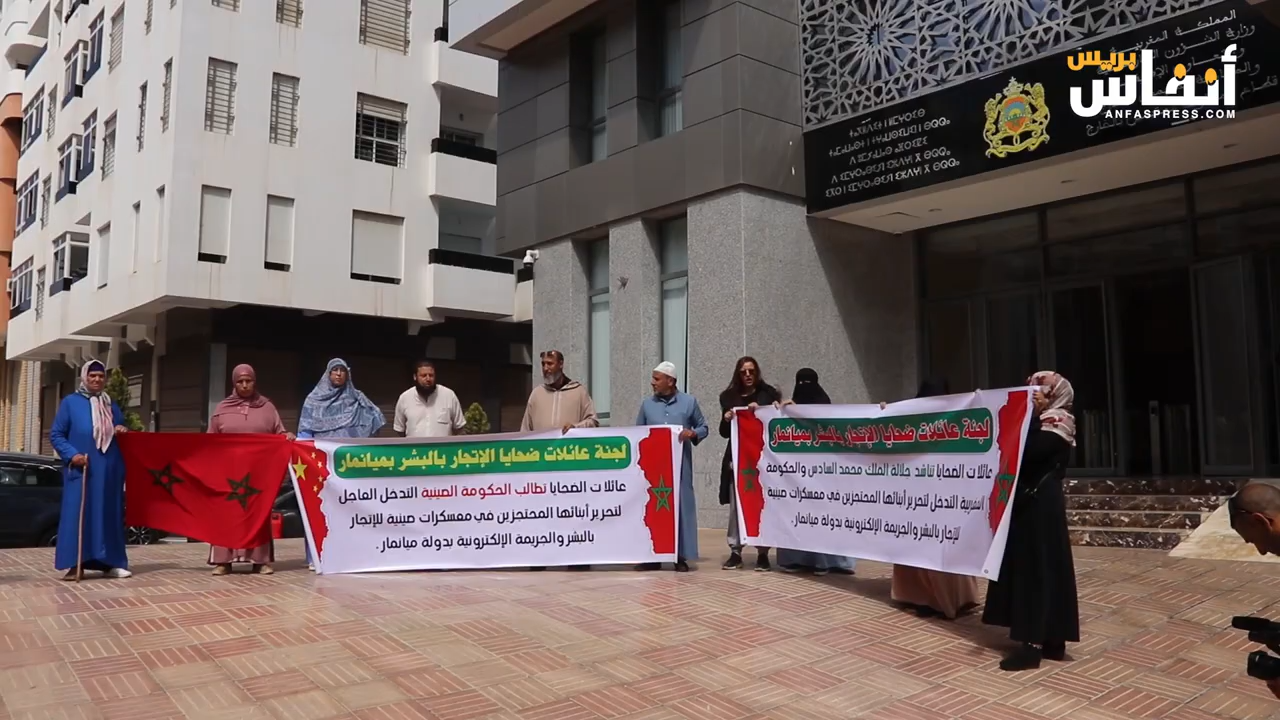 أنفاس بريس
ANFASPRESS.COM
المملكة المغربية
لجنة عائلات ضحايا الإتجار بالبشر بميانمار
عائلات الضحايا تطالب الحكومة الصينية التدخل العاجل
لتحرير أبنائها المحتجزين في معسكرات صينية للإتجار
بالبشر والجريمة الإلكترونية بدولة ميانمار.
لجنة عائلات ضحايا الإتجار بالبشر بميانمار
عائلات الضحايا تناشد جلالة الملك محمد السادس والحكومة
المغربية التدخل لتحرير أبنائها المحتجزين في معسكرات صينية
للإتجار بالبشر والجريمة الإلكترونية بدولة ميانمار.